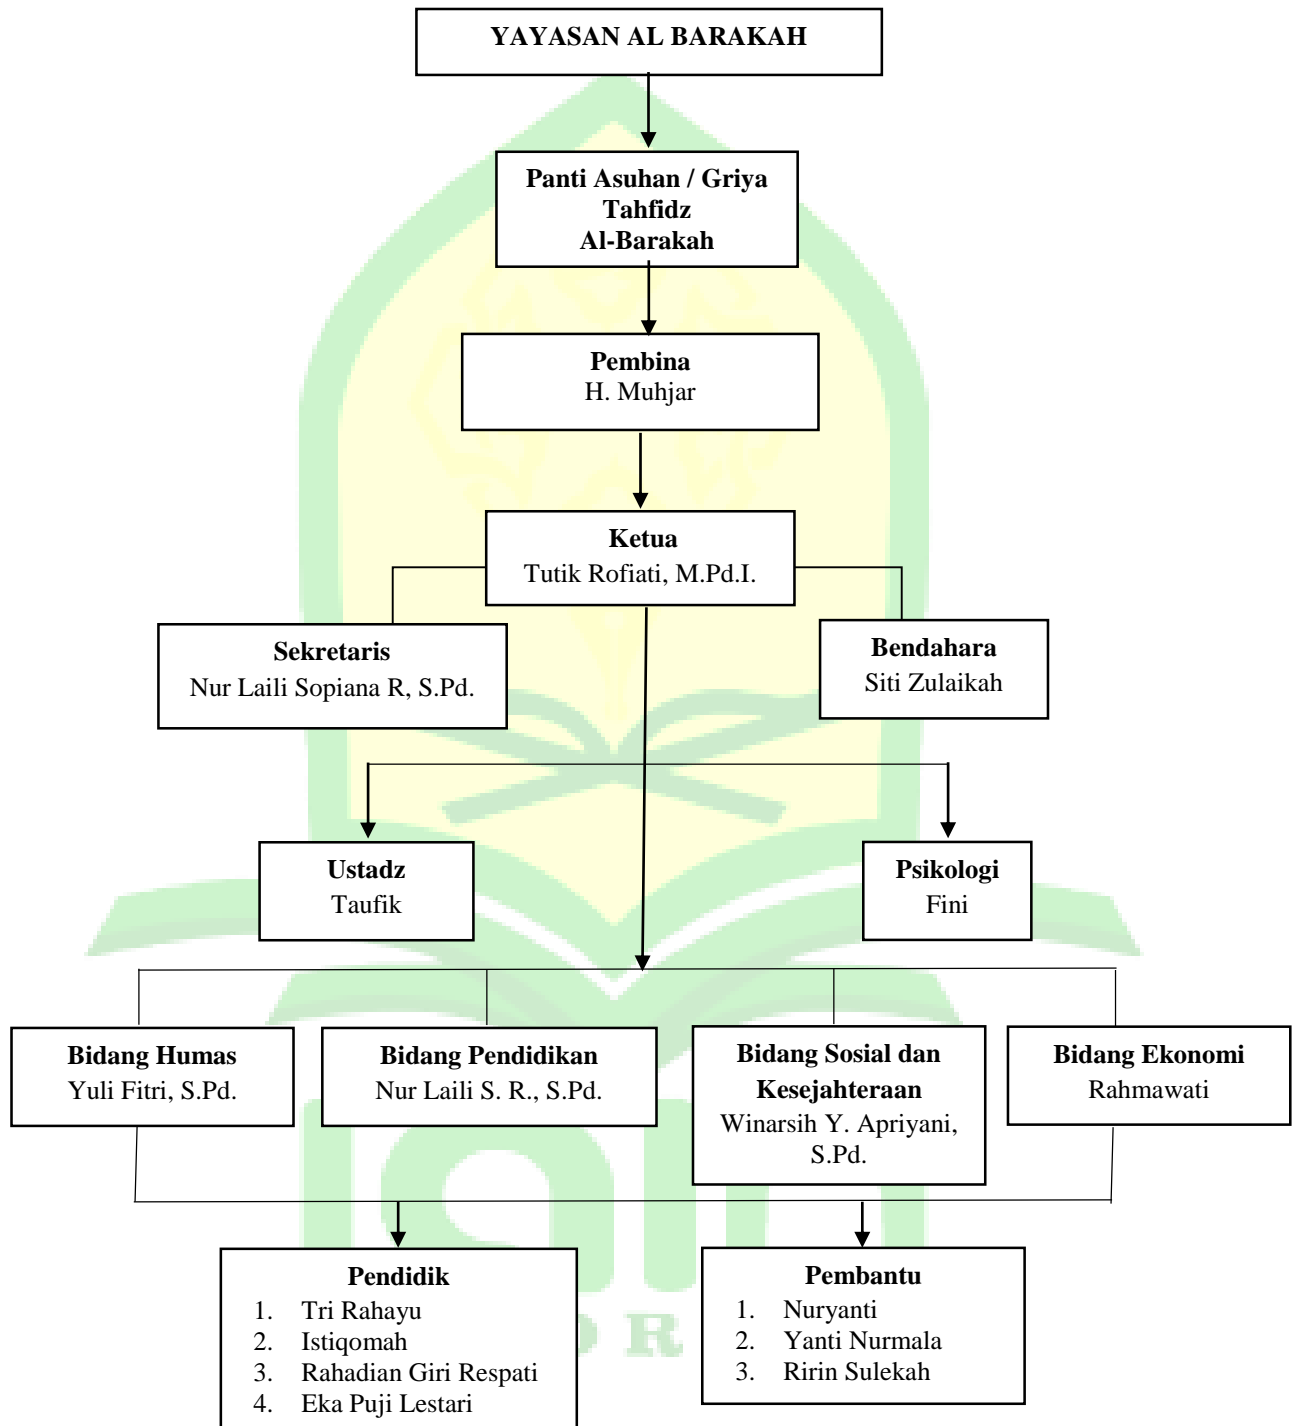 YAYASAN AL BARAKAH
Panti Asuhan / Griya
Tahfidz
Al-Barakah
Pembina
H. Muhjar
Ketua
Tutik Rofiati, M.Pd.I.
Sekretaris
Nur Laili Sopiana R, S.Pd.
Bendahara
Siti Zulaikah
Ustadz
Taufik
Psikologi
Fini
Bidang Humas
Yuli Fitri, S.Pd.
Bidang Pendidikan
Nur Laili S. R., S.Pd.
Bidang Sosial dan
Kesejahteraan
Winarsih Y. Apriyani,
S.Pd.
Bidang Ekonomi
Rahmawati
Pendidik
1. Tri Rahayu
2. Istiqomah
3. Rahadian Giri Respati
4. Eka Puji Lestari
Pembantu
1. Nuryanti
2. Yanti Nurmala
3. Ririn Sulekah